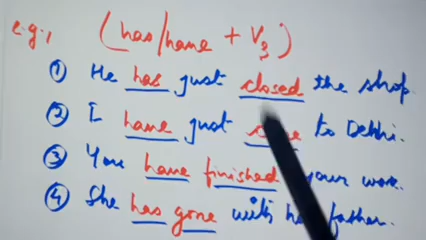 e.g; (has/have + V3)
① He has just closed the shop.
② I have just to Delhi.
③ You have finished your work.
④ She has gone with father.